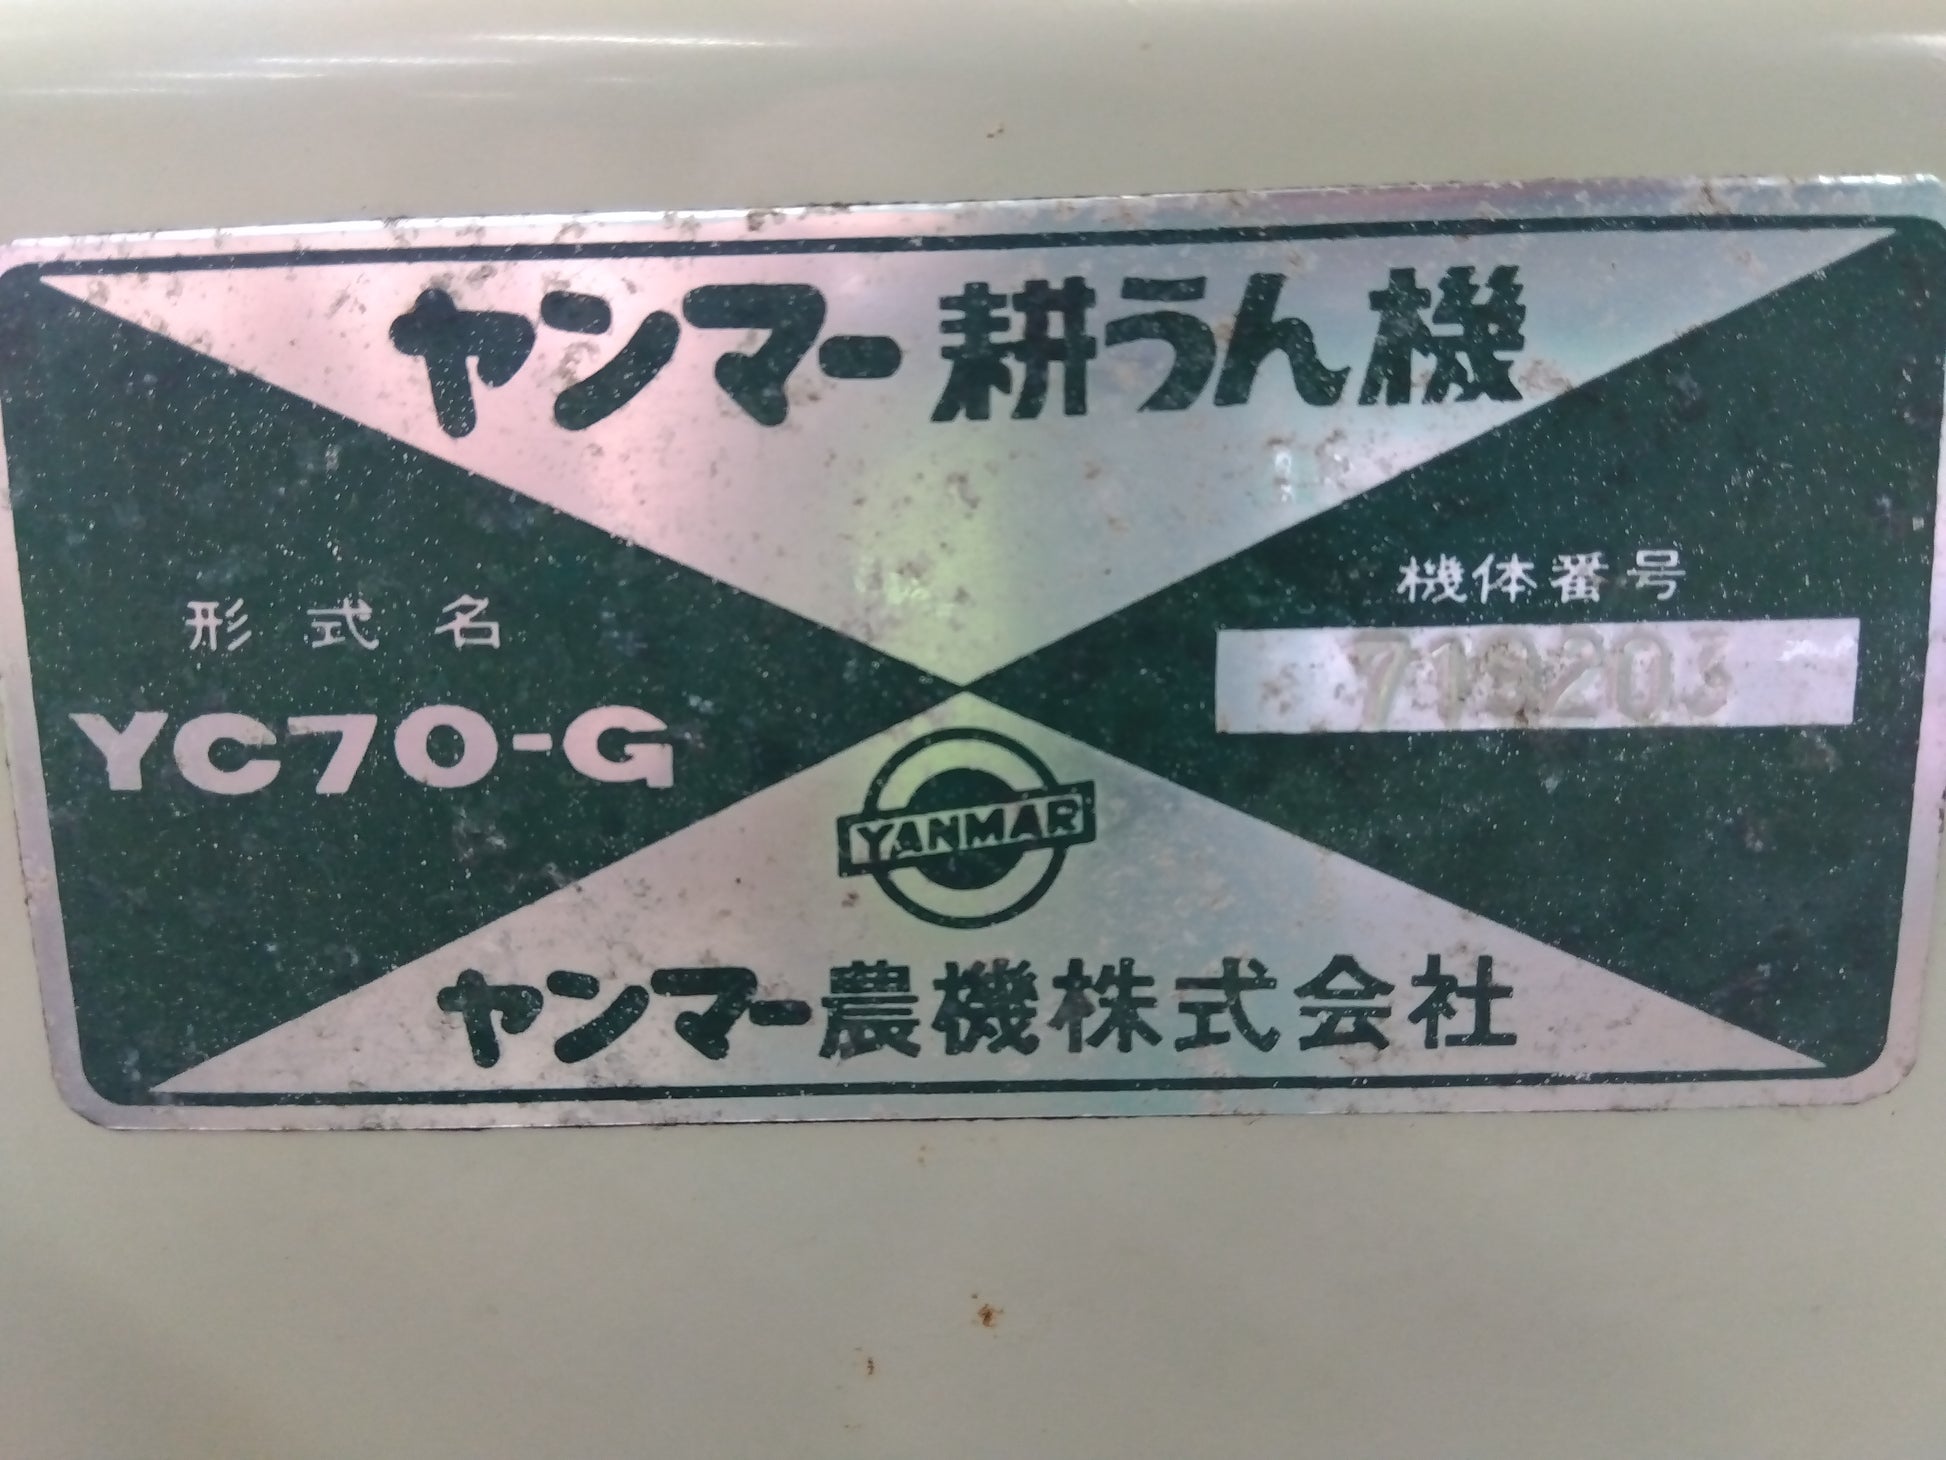 ヤンマー耕うん機
形式名
YC70-G
機体番号
YANMAR
ヤンマー農機株式会社